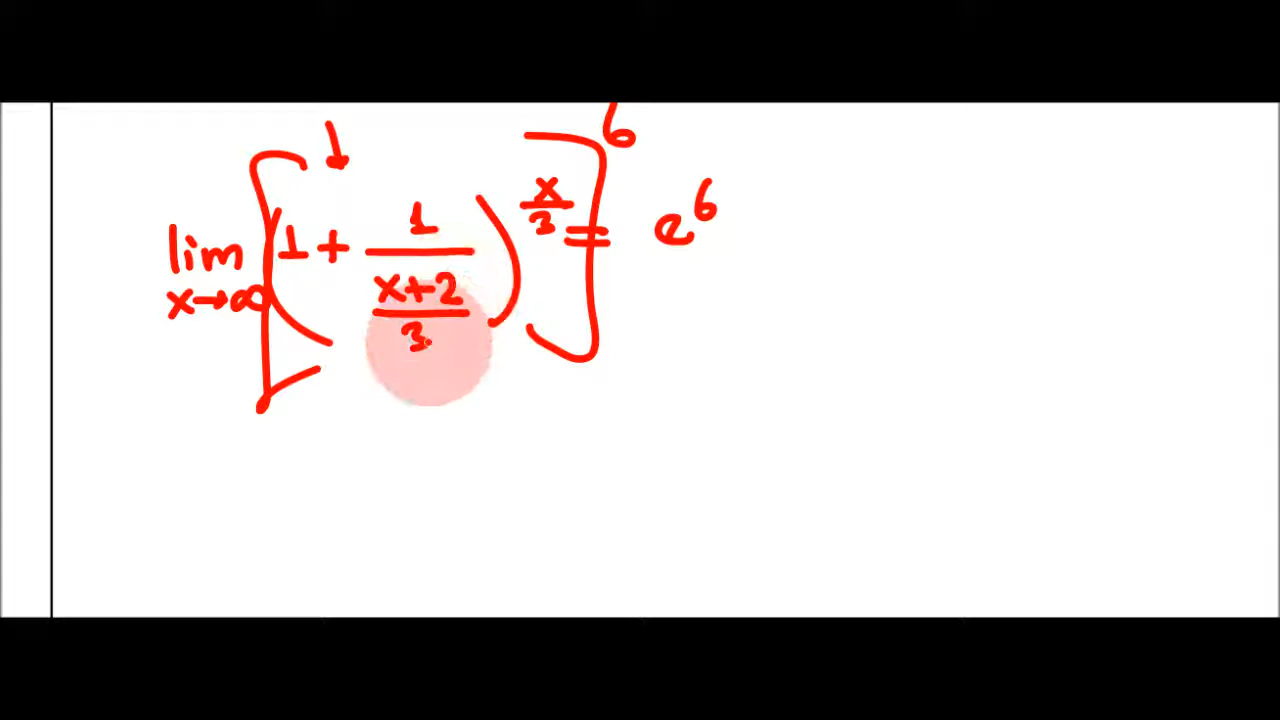 lim x→∞ [(1 + 1/((x+2)/3))^(x/3)]^6 = e^6